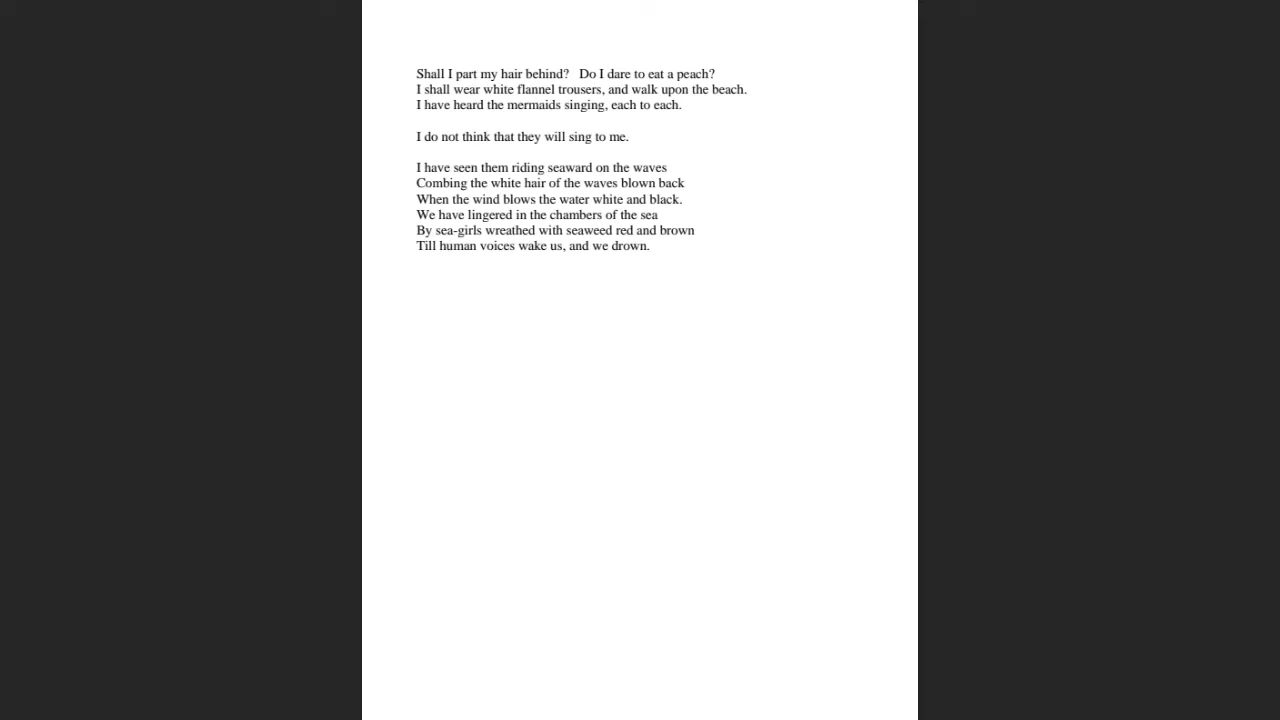 Shall I part my hair behind?   Do I dare to eat a peach?
I shall wear white flannel trousers, and walk upon the beach.
I have heard the mermaids singing, each to each.

I do not think that they will sing to me.

I have seen them riding seaward on the waves
Combing the white hair of the waves blown back
When the wind blows the water white and black.
We have lingered in the chambers of the sea
By sea-girls wreathed with seaweed red and brown
Till human voices wake us, and we drown.